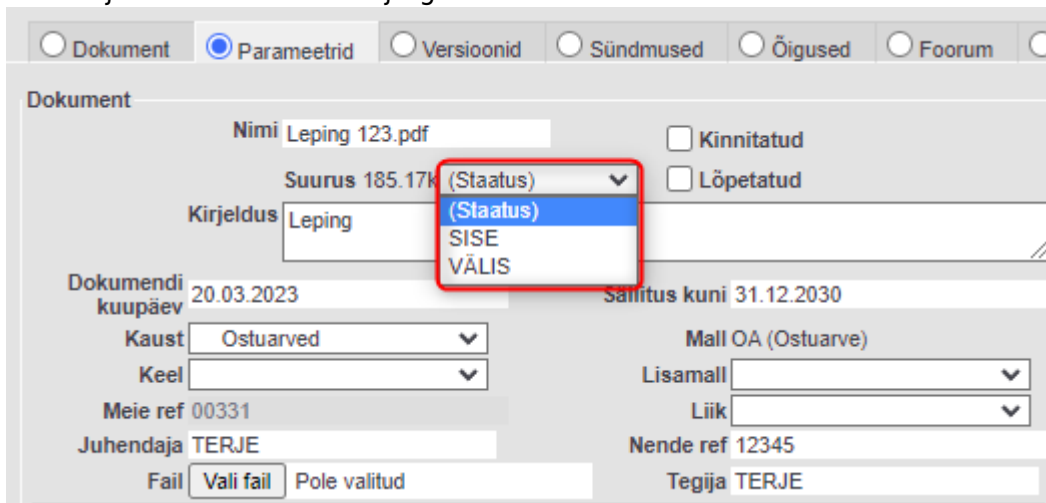 Dokument Parameetrid Versioonid Sündmused Õigused Foorum
Dokument
Nimi Leping 123.pdf Kinnitatud
Suurus 185.17k (Staatus) Lõpetatud
(Staatus)
Kirjeldus Leping
SISE
VÄLIS
Dokumendi kuupäev 20.03.2023 Säilitus kuni 31.12.2030
Kaust Ostuarved Mall OA (Ostuarve)
Keel Lisamall
Meie ref 00331 Liik
Juhendaja TERJE Nende ref 12345
Fail Vali fail Pole valitud Tegija TERJE